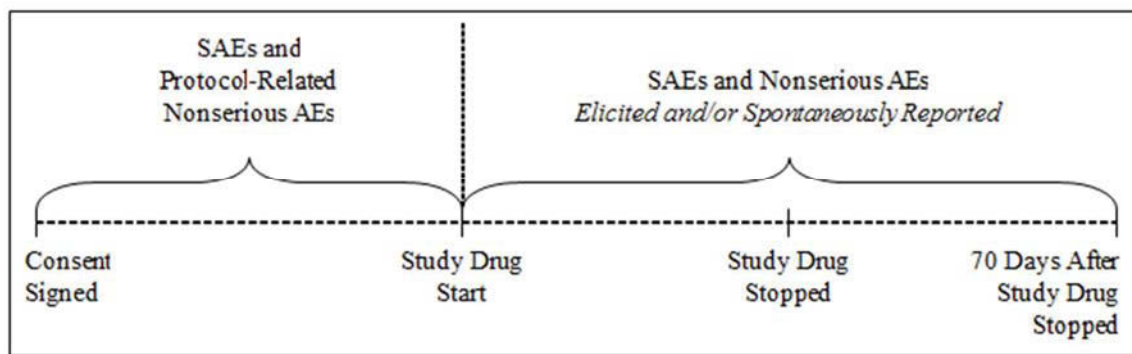 SAEs and
Protocol-Related
Nonserious AEs
SAEs and Nonserious AEs
Elicited and/or Spontaneously Reported
Consent
Signed
Study Drug
Start
Study Drug
Stopped
70 Days After
Study Drug
Stopped